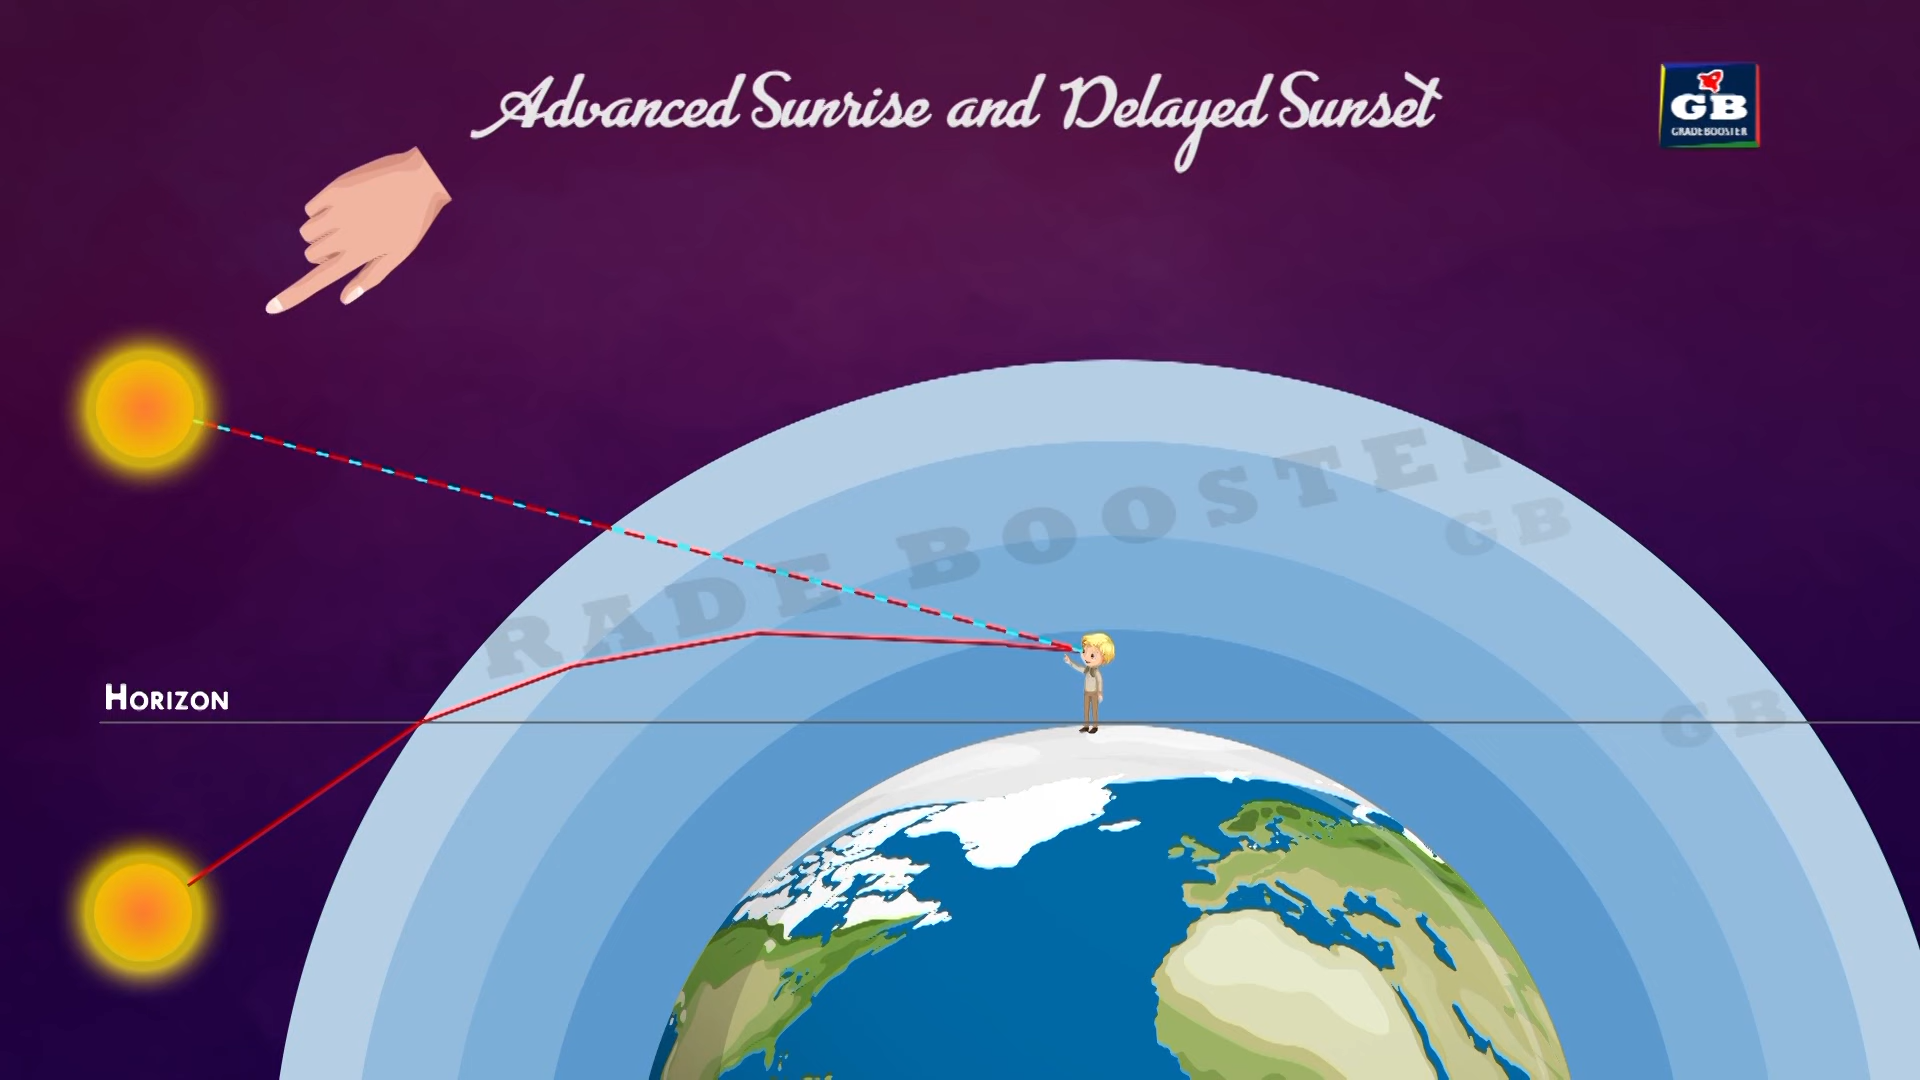 Advanced Sunrise and Delayed Sunset
GB
GRADEBOOSTER
GRADE BOOSTER
GB
HORIZON
GB